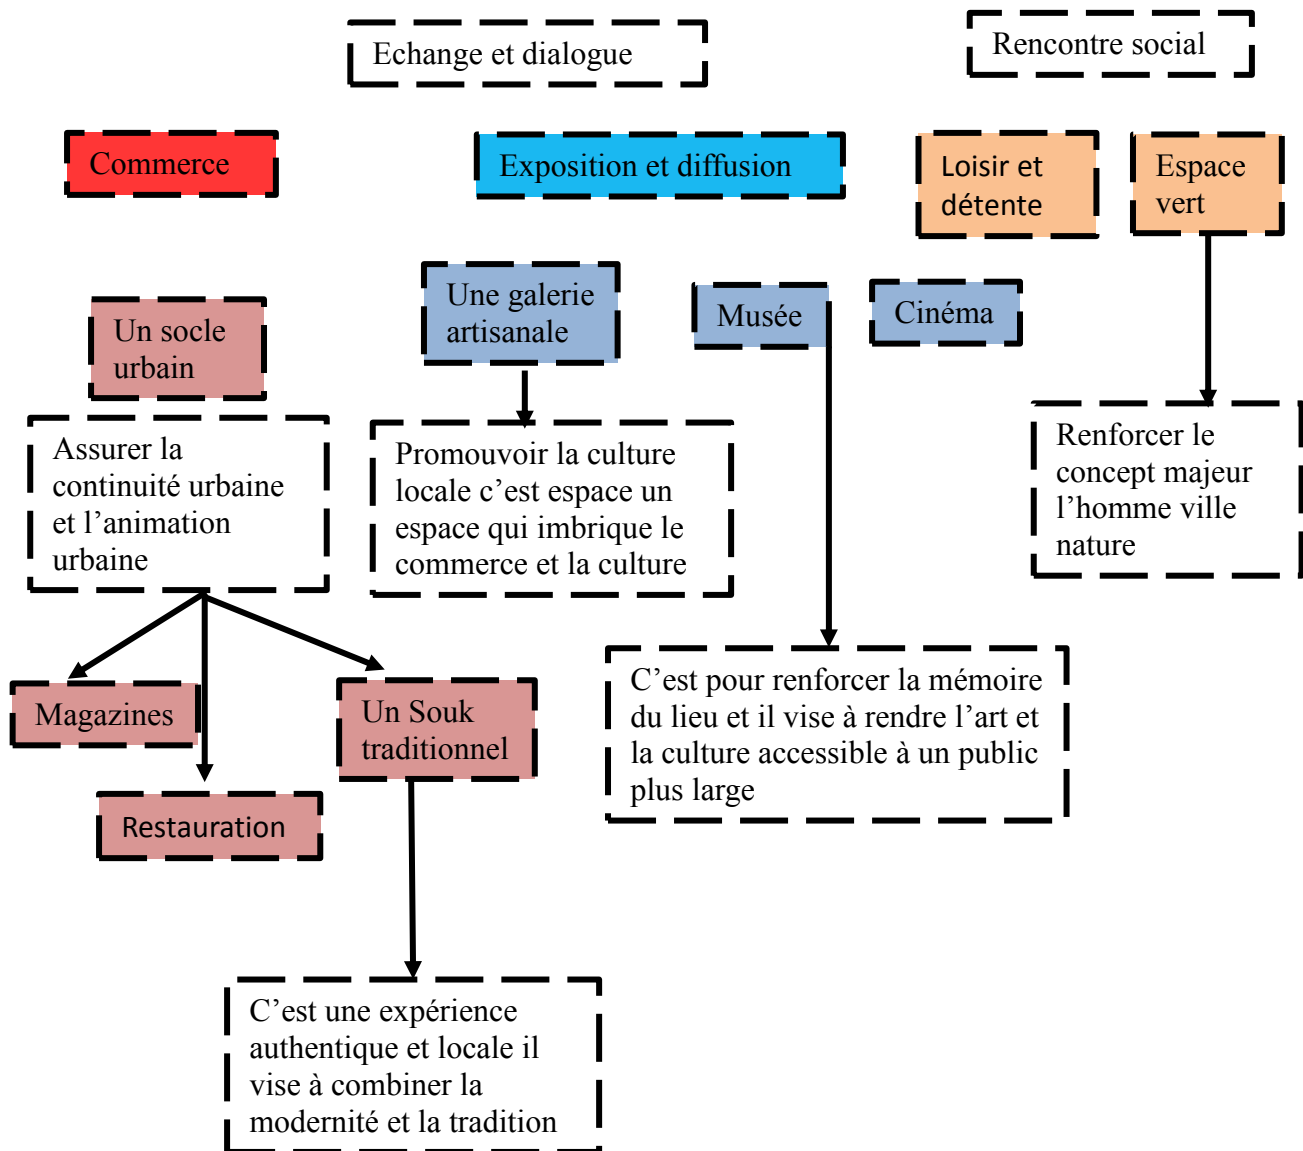 Echange et dialogue
Rencontre social
Commerce
Exposition et diffusion
Loisir et
détente
Espace
vert
Une galerie
artisanale
Musée
Cinéma
Un socle
urbain
Assurer la
continuité urbaine
et l’animation
urbaine
Promouvoir la culture
locale c’est espace un
espace qui imbrique le
commerce et la culture
Renforcer le
concept majeur
l’homme ville
nature
Magazines
Un Souk
traditionnel
C’est pour renforcer la mémoire
du lieu et il vise à rendre l’art et
la culture accessible à un public
plus large
Restauration
C’est une expérience
authentique et locale il
vise à combiner la
modernité et la tradition